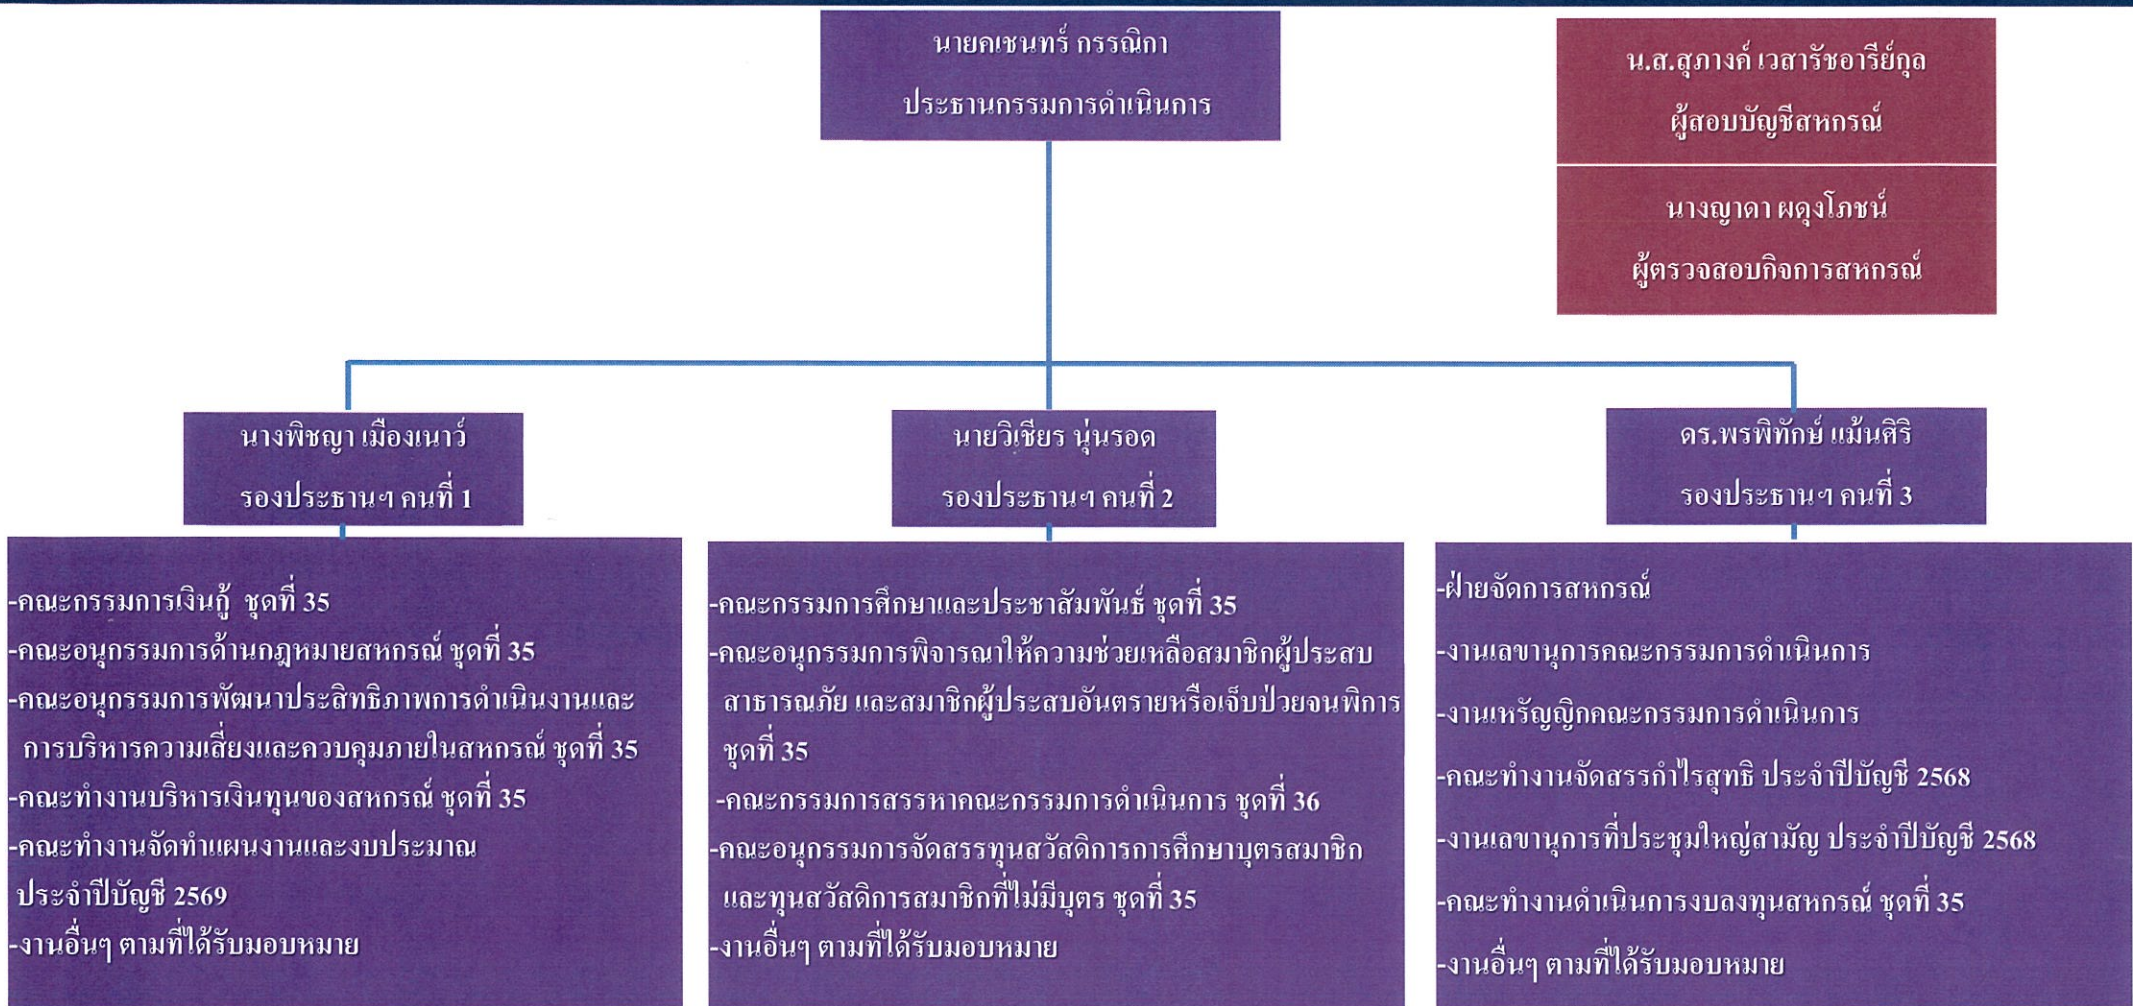 นายคเชนทร์ กรรณิกา
ประธานกรรมการดำเนินการ
น.ส.สุภางค์ เวสารัชอารีย์กุล
ผู้สอบบัญชีสหกรณ์
นางญาดา ผดุงโภชน์
ผู้ตรวจสอบกิจการสหกรณ์
นางพิชญา เมืองเนาว์
รองประธานฯ คนที่ 1
นายวิเชียร นุ่นรอด
รองประธานฯ คนที่ 2
ดร.พรพิทักษ์ แม้นศิริ
รองประธานฯ คนที่ 3
-คณะกรรมการเงินกู้ ชุดที่ 35
-คณะอนุกรรมการด้านกฎหมายสหกรณ์ ชุดที่ 35
-คณะอนุกรรมการพัฒนาประสิทธิภาพการดำเนินงานและ
การบริหารความเสี่ยงและควบคุมภายในสหกรณ์ ชุดที่ 35
-คณะทำงานบริหารเงินทุนของสหกรณ์ ชุดที่ 35
-คณะทำงานจัดทำแผนงานและงบประมาณ
ประจำปีบัญชี 2569
-งานอื่นๆ ตามที่ได้รับมอบหมาย
-คณะกรรมการศึกษาและประชาสัมพันธ์ ชุดที่ 35
-คณะอนุกรรมการพิจารณาให้ความช่วยเหลือสมาชิกผู้ประสบ
สาธารณภัย และสมาชิกผู้ประสบอันตรายหรือเจ็บป่วยจนพิการ
ชุดที่ 35
-คณะกรรมการสรรหาคณะกรรมการดำเนินการ ชุดที่ 36
-คณะอนุกรรมการจัดสรรทุนสวัสดิการการศึกษาบุตรสมาชิก
และทุนสวัสดิการสมาชิกที่ไม่มีบุตร ชุดที่ 35
-งานอื่นๆ ตามที่ได้รับมอบหมาย
-ฝ่ายจัดการสหกรณ์
-งานเลขานุการคณะกรรมการดำเนินการ
-งานเหรัญญิกคณะกรรมการดำเนินการ
-คณะทำงานจัดสรรกำไรสุทธิ ประจำปีบัญชี 2568
-งานเลขานุการที่ประชุมใหญ่สามัญ ประจำปีบัญชี 2568
-คณะทำงานดำเนินการงบลงทุนสหกรณ์ ชุดที่ 35
-งานอื่นๆ ตามที่ได้รับมอบหมาย